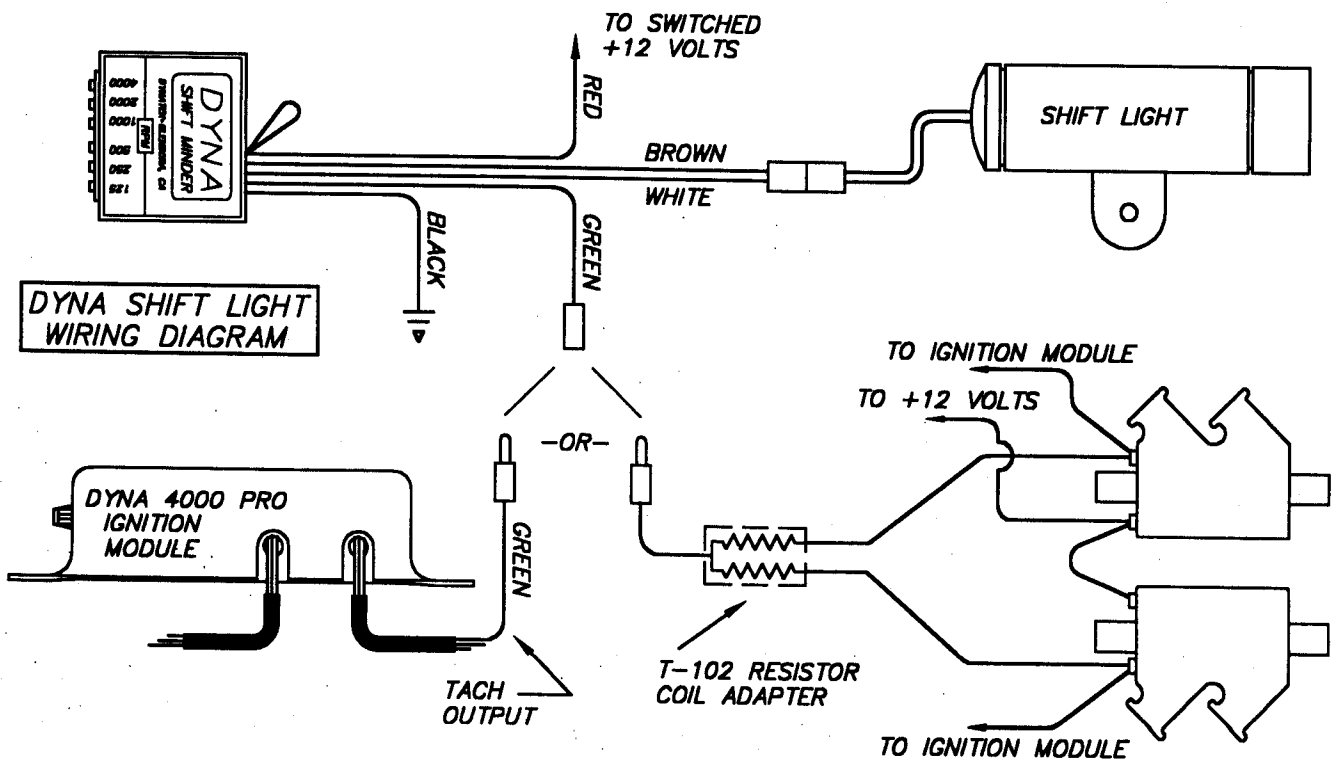 TO SWITCHED
+12 VOLTS
4000
2000
1000
500
250
125
RPM
DYNA
SHIFT MINDER
RED
BROWN
WHITE
SHIFT LIGHT
BLACK
GREEN
DYNA SHIFT LIGHT
WIRING DIAGRAM
TO IGNITION MODULE
TO +12 VOLTS
-OR-
DYNA 4000 PRO
IGNITION
MODULE
GREEN
TACH
OUTPUT
T-102 RESISTOR
COIL ADAPTER
TO IGNITION MODULE